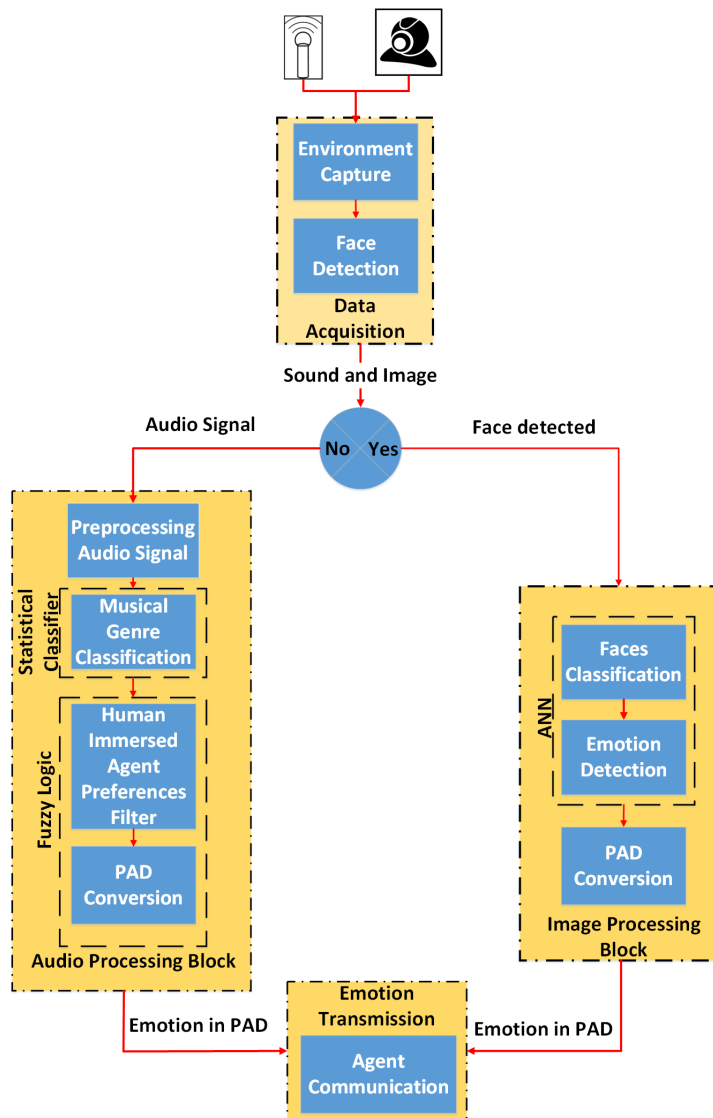 Environment
Capture
Face
Detection
Data
Acquisition
Sound and Image
Audio Signal
No
Yes
Face detected
Preprocessing
Audio Signal
Statistical
Classifier
Musical
Genre
Classification
Fuzzy Logic
Human
Immersed
Agent
Preferences
Filter
PAD
Conversion
Audio Processing Block
ANN
Faces
Classification
Emotion
Detection
PAD
Conversion
Image Processing
Block
Emotion in PAD
Emotion
Transmission
Agent
Communication
Emotion in PAD